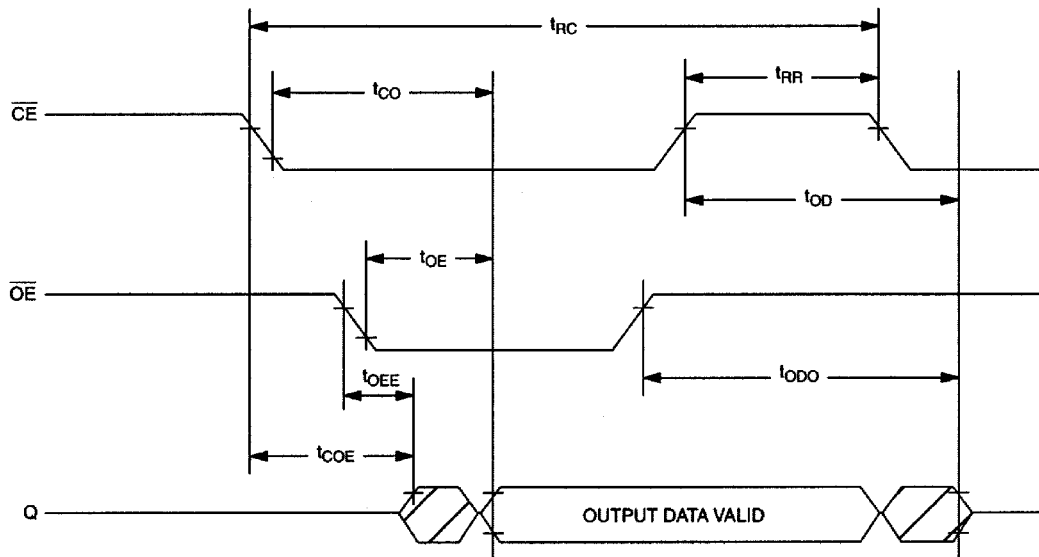 tRC
tRR
tCO
CE
tOD
tOE
OE
tODO
tOEE
tCOE
Q
OUTPUT DATA VALID